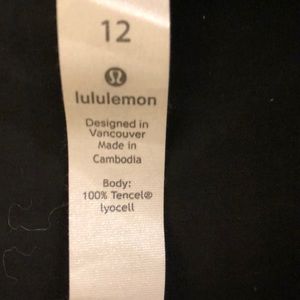 12
lululemon
Designed in
Vancouver
Made in
Cambodia
Body:
100% Tencel®
lyocell